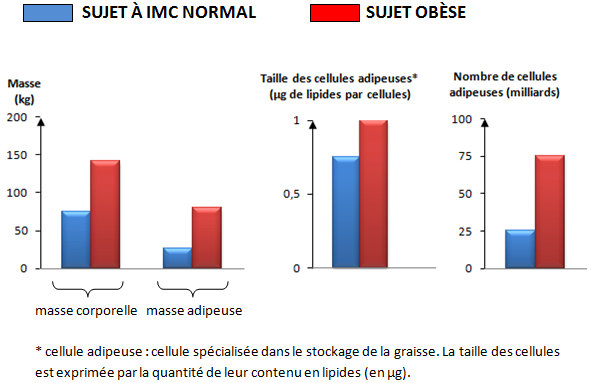 SUJET À IMC NORMAL
SUJET OBÈSE
Masse
(kg)
200
150
100
50
0
masse corporelle
masse adipeuse
Taille des cellules adipeuses*
(µg de lipides par cellules)
1
0,5
0
Nombre de cellules
adipeuses (milliards)
100
75
50
25
0
* cellule adipeuse : cellule spécialisée dans le stockage de la graisse. La taille des cellules
est exprimée par la quantité de leur contenu en lipides (en µg).